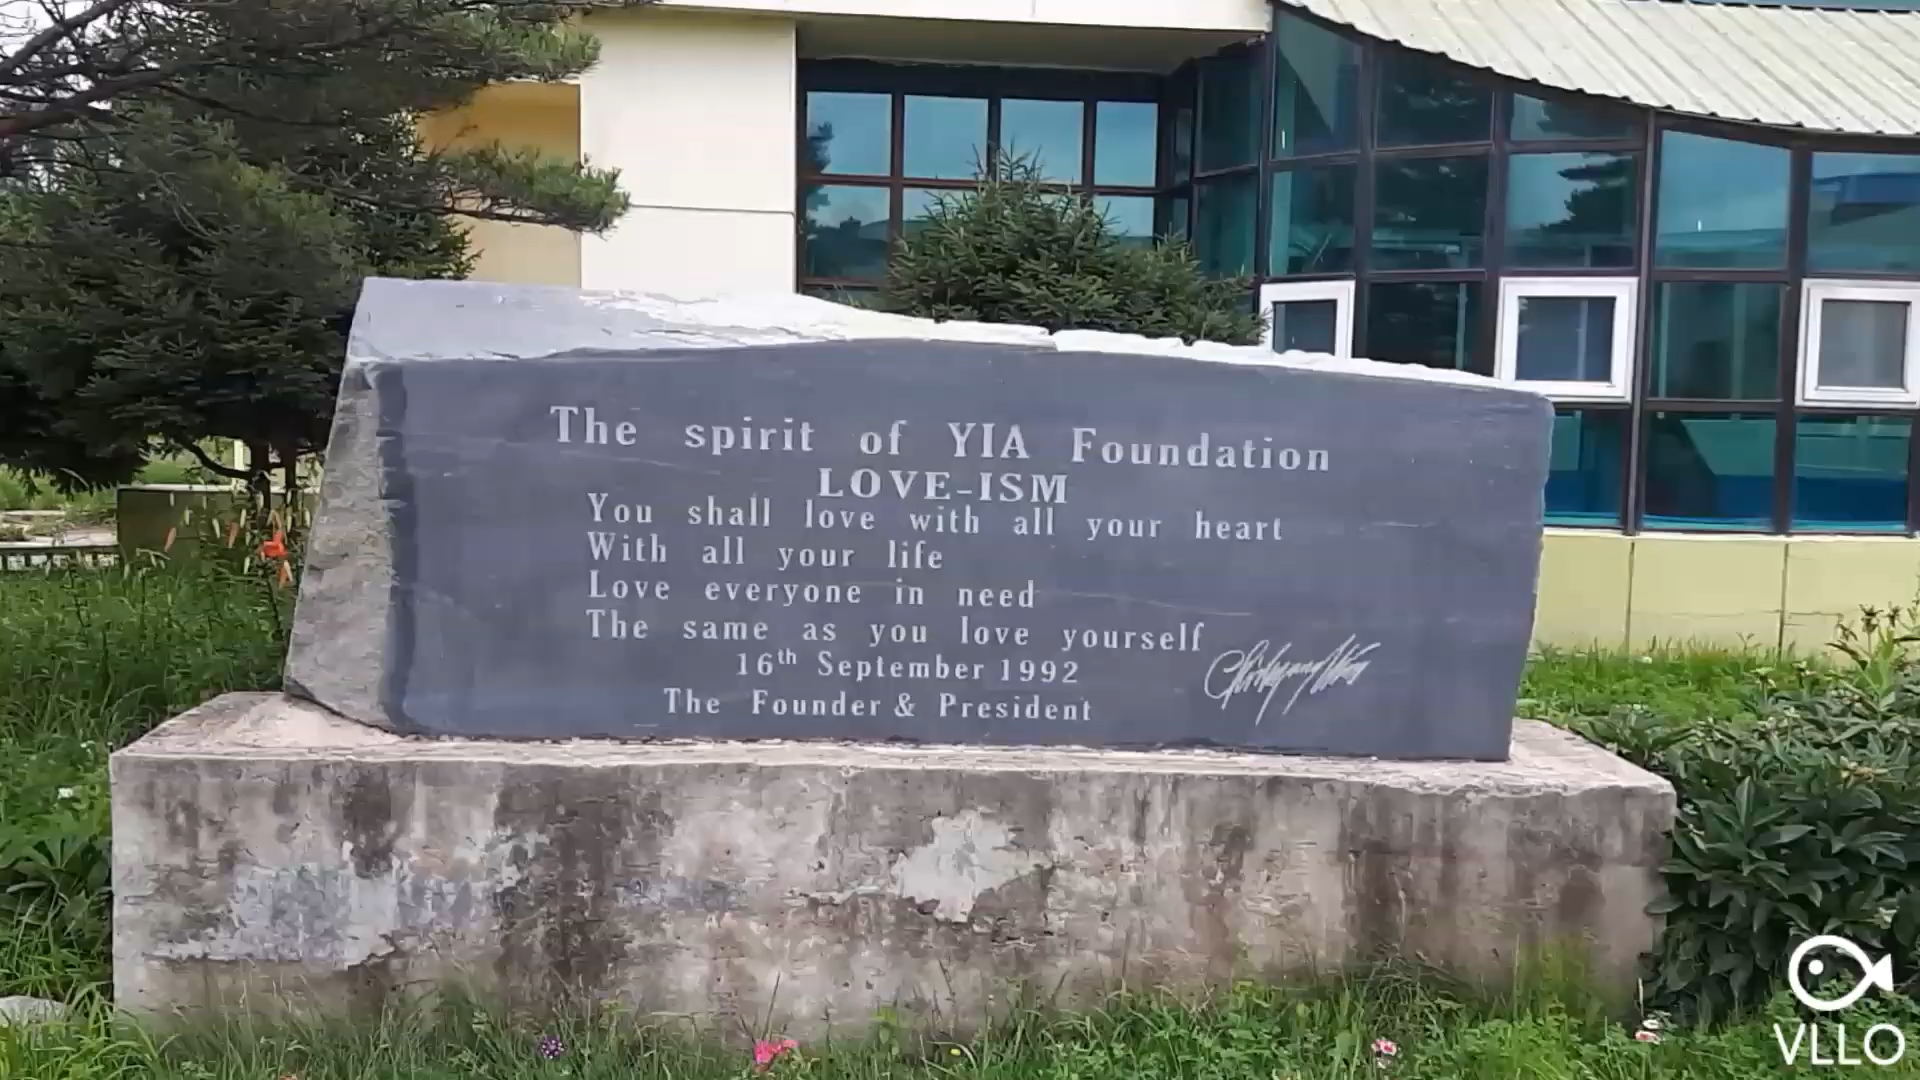 The spirit of YIA Foundation
LOVE-ISM
You shall love with all your heart
With all your life
Love everyone in need
The same as you love yourself
16th September 1992
The Founder & President
VLLO